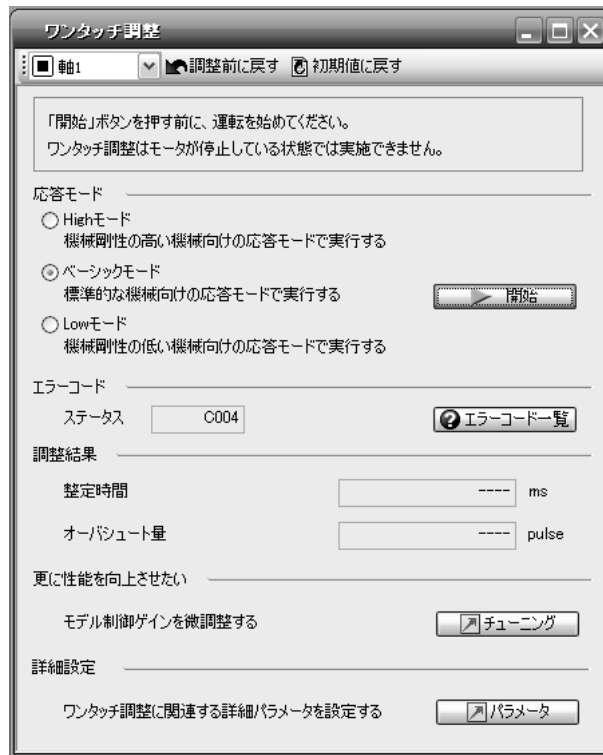 ワンタッチ調整
軸1 調整前に戻す 初期値に戻す
「開始」ボタンを押す前に、運転を始めてください。
ワンタッチ調整はモータが停止している状態では実施できません。
応答モード
Highモード
機械剛性の高い機械向けの応答モードで実行する
ベーシックモード
標準的な機械向けの応答モードで実行する
開始
Lowモード
機械剛性の低い機械向けの応答モードで実行する
エラーコード
ステータス C004 エラーコード一覧
調整結果
整定時間 ---- ms
オーバシュート量 ---- pulse
更に性能を向上させたい
モデル制御ゲインを微調整する チューニング
詳細設定
ワンタッチ調整に関連する詳細パラメータを設定する パラメータ